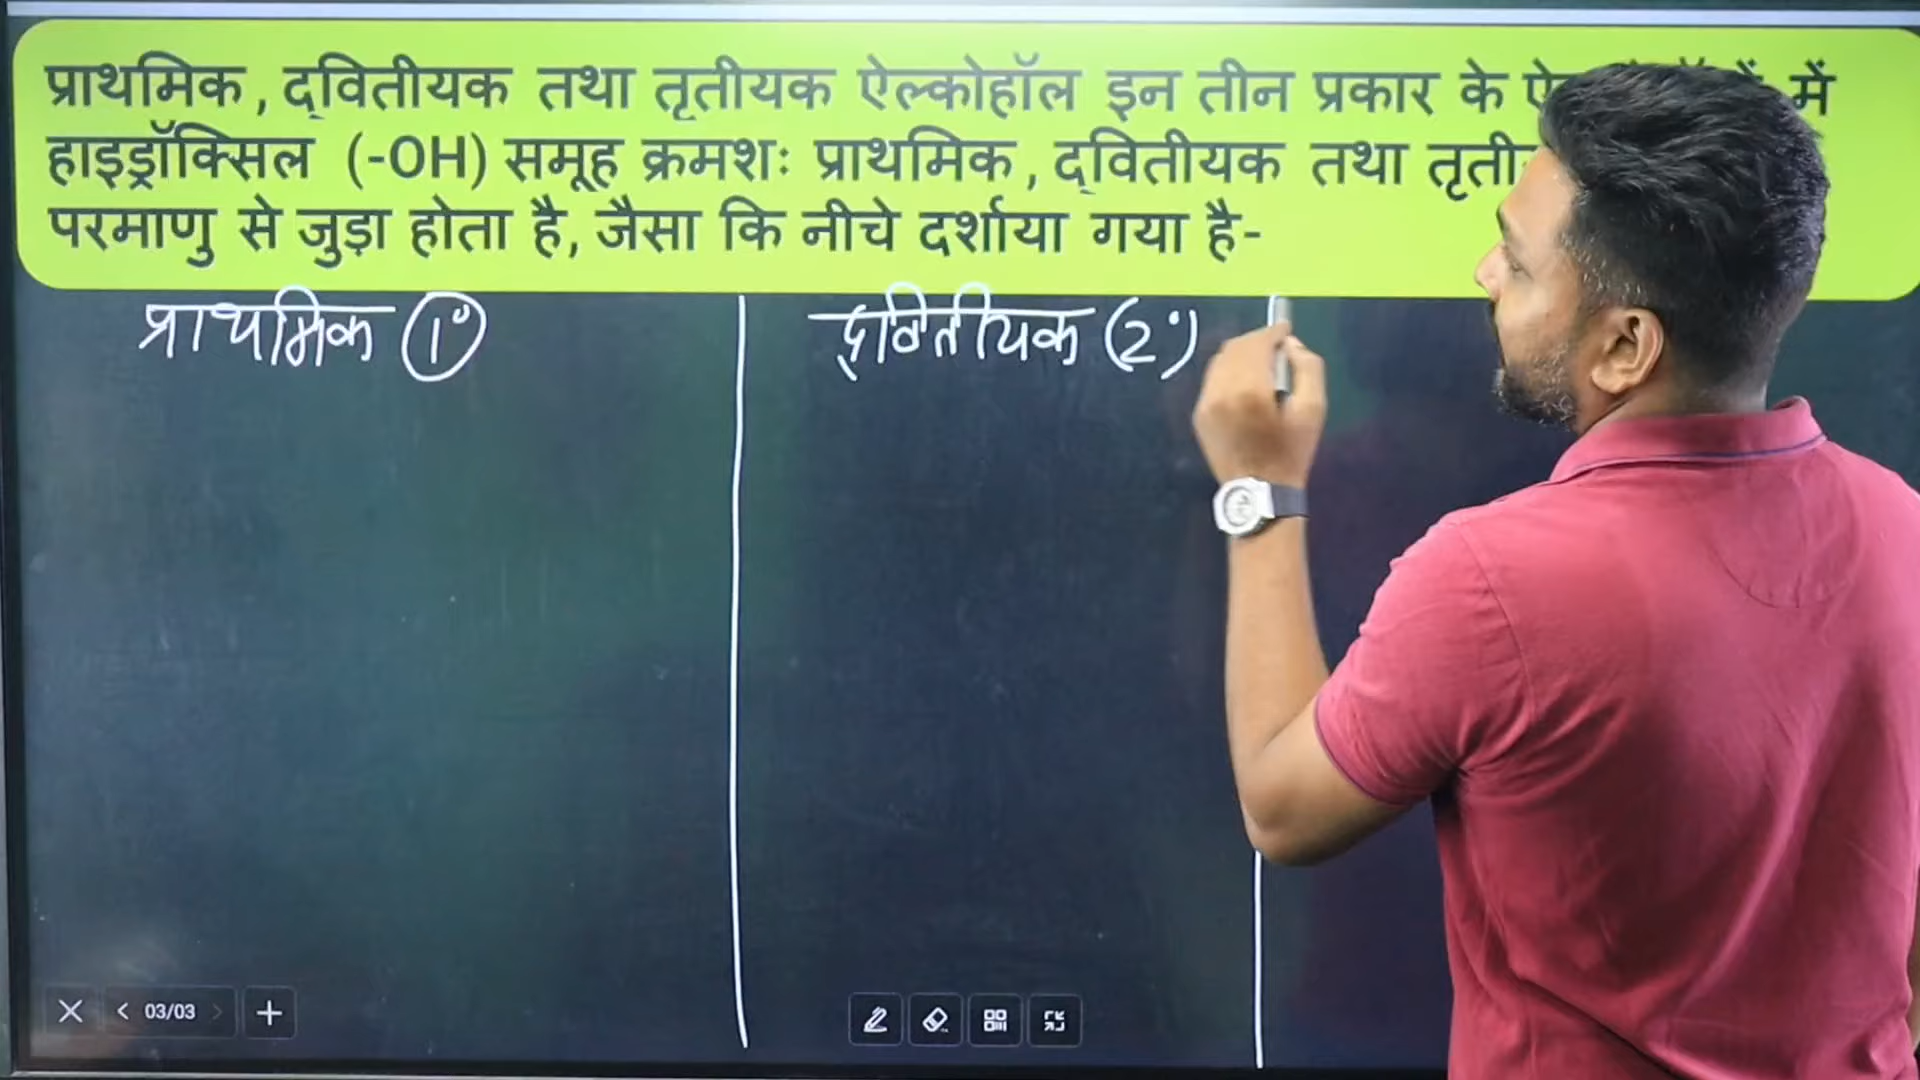 प्राथमिक, द्वितीयक तथा तृतीयक ऐल्कोहॉल इन तीन प्रकार के में
हाइड्रॉक्सिल (-OH) समूह क्रमशः प्राथमिक, द्वितीयक तथा
परमाणु से जुड़ा होता है, जैसा कि नीचे दर्शाया गया है-
प्राथमिक (1°) द्वितीयक (2°)
03/03